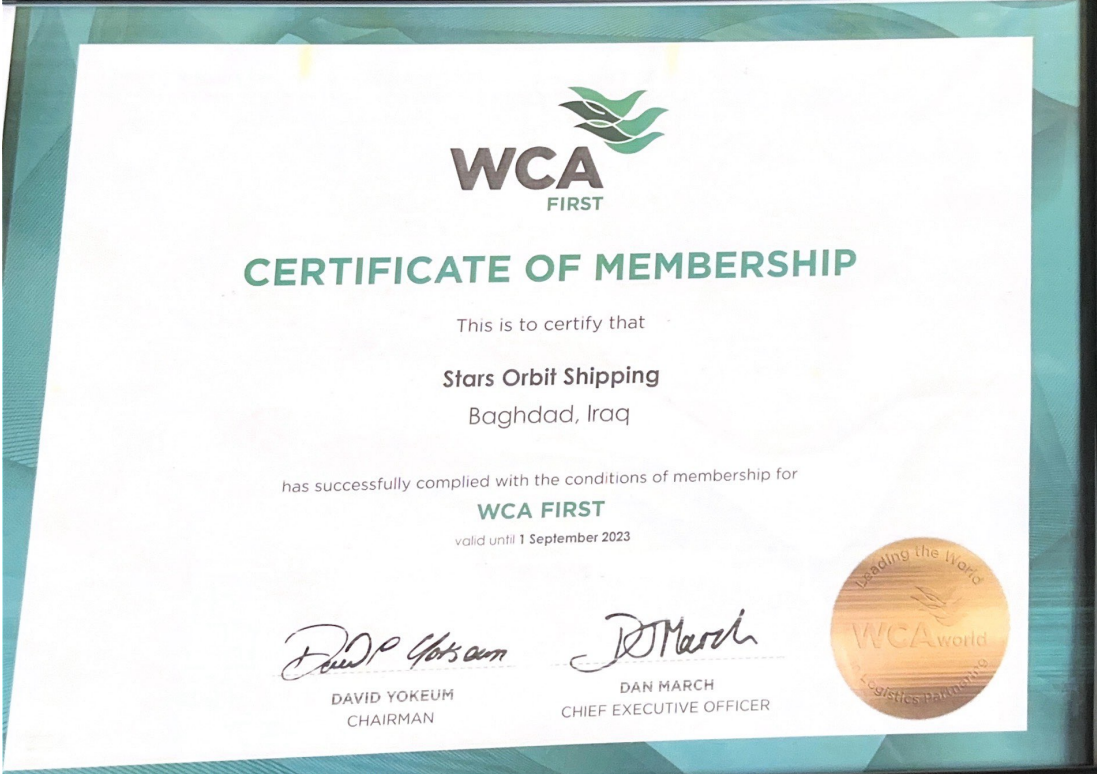 WCA
FIRST
CERTIFICATE OF MEMBERSHIP
This is to certify that
Stars Orbit Shipping
Baghdad, Iraq
has successfully complied with the conditions of membership for
WCA FIRST
valid until 1 September 2023
DAVID YOKEUM
CHAIRMAN
DJMarch
DAN MARCH
CHIEF EXECUTIVE OFFICER
Leading the World
WCAworld
Logistics Partnering